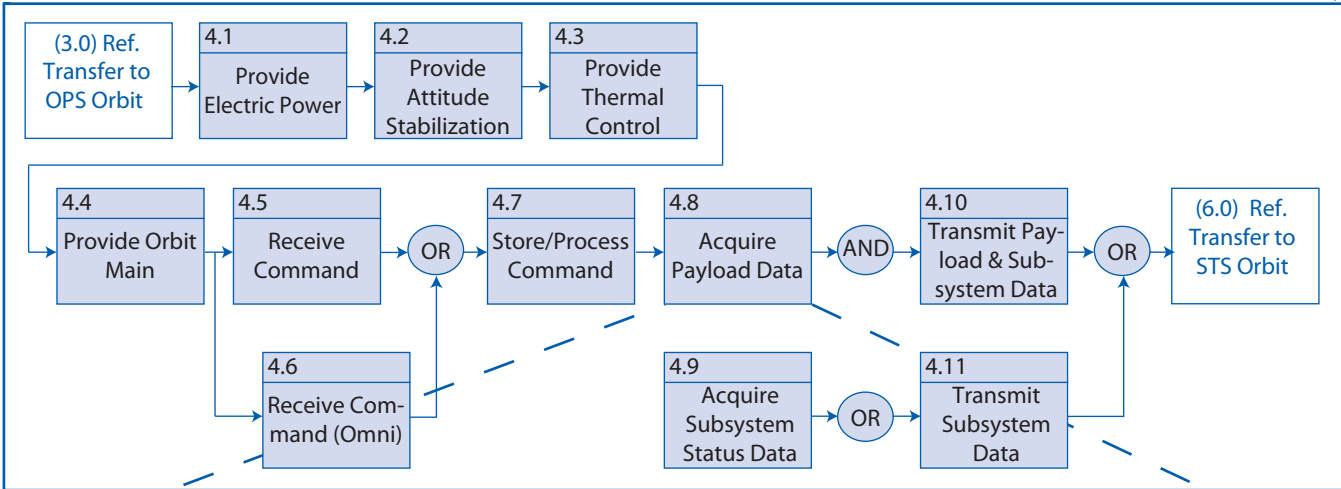 (3.0) Ref.
Transfer to
OPS Orbit
4.1
Provide
Electric Power
4.2
Provide
Attitude
Stabilization
4.3
Provide
Thermal
Control
4.4
Provide Orbit
Main
4.5
Receive
Command
OR
4.7
Store/Process
Command
4.8
Acquire
Payload Data
AND
4.10
Transmit Pay-
load & Sub-
system Data
OR
(6.0) Ref.
Transfer to
STS Orbit
4.6
Receive Com-
mand (Omni)
4.9
Acquire
Subsystem
Status Data
OR
4.11
Transmit
Subsystem
Data